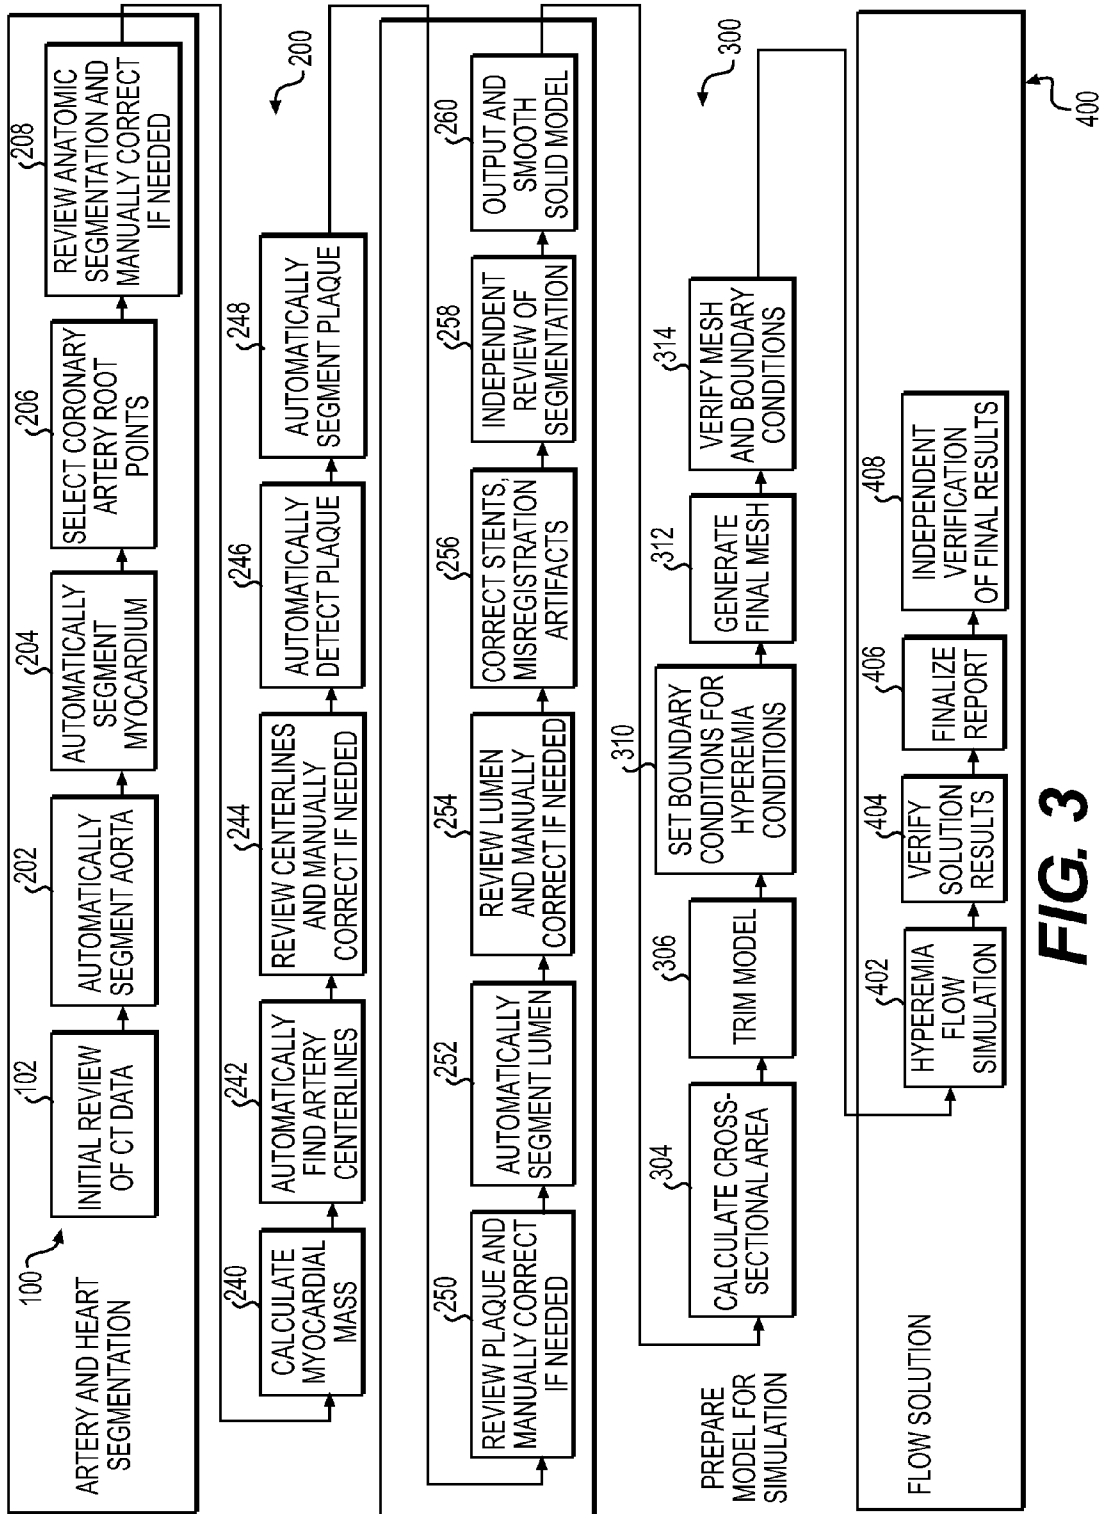 ARTERY AND HEART
SEGMENTATION
100
102
INITIAL REVIEW
OF CT DATA
202
AUTOMATICALLY
SEGMENT AORTA
204
AUTOMATICALLY
SEGMENT
MYOCARDIUM
206
SELECT CORONARY
ARTERY ROOT
POINTS
208
REVIEW ANATOMIC
SEGMENTATION AND
MANUALLY CORRECT
IF NEEDED
200
240
CALCULATE
MYOCARDIAL
MASS
242
AUTOMATICALLY
FIND ARTERY
CENTERLINES
244
REVIEW CENTERLINES
AND MANUALLY
CORRECT IF NEEDED
246
AUTOMATICALLY
DETECT PLAQUE
248
AUTOMATICALLY
SEGMENT PLAQUE
250
REVIEW PLAQUE AND
MANUALLY CORRECT
IF NEEDED
252
AUTOMATICALLY
SEGMENT LUMEN
254
REVIEW LUMEN
AND MANUALLY
CORRECT IF NEEDED
256
CORRECT STENTS,
MISREGISTRATION
ARTIFACTS
258
INDEPENDENT
REVIEW OF
SEGMENTATION
260
OUTPUT AND
SMOOTH
SOLID MODEL
PREPARE
MODEL FOR
SIMULATION
300
304
CALCULATE CROSS-
SECTIONAL AREA
306
TRIM MODEL
310
SET BOUNDARY
CONDITIONS FOR
HYPEREMIA
CONDITIONS
312
GENERATE
FINAL MESH
314
VERIFY MESH
AND BOUNDARY
CONDITIONS
FLOW SOLUTION
402
HYPEREMIA
FLOW
SIMULATION
404
VERIFY
SOLUTION
RESULTS
406
FINALIZE
REPORT
408
INDEPENDENT
VERIFICATION
OF FINAL RESULTS
400
FIG. 3